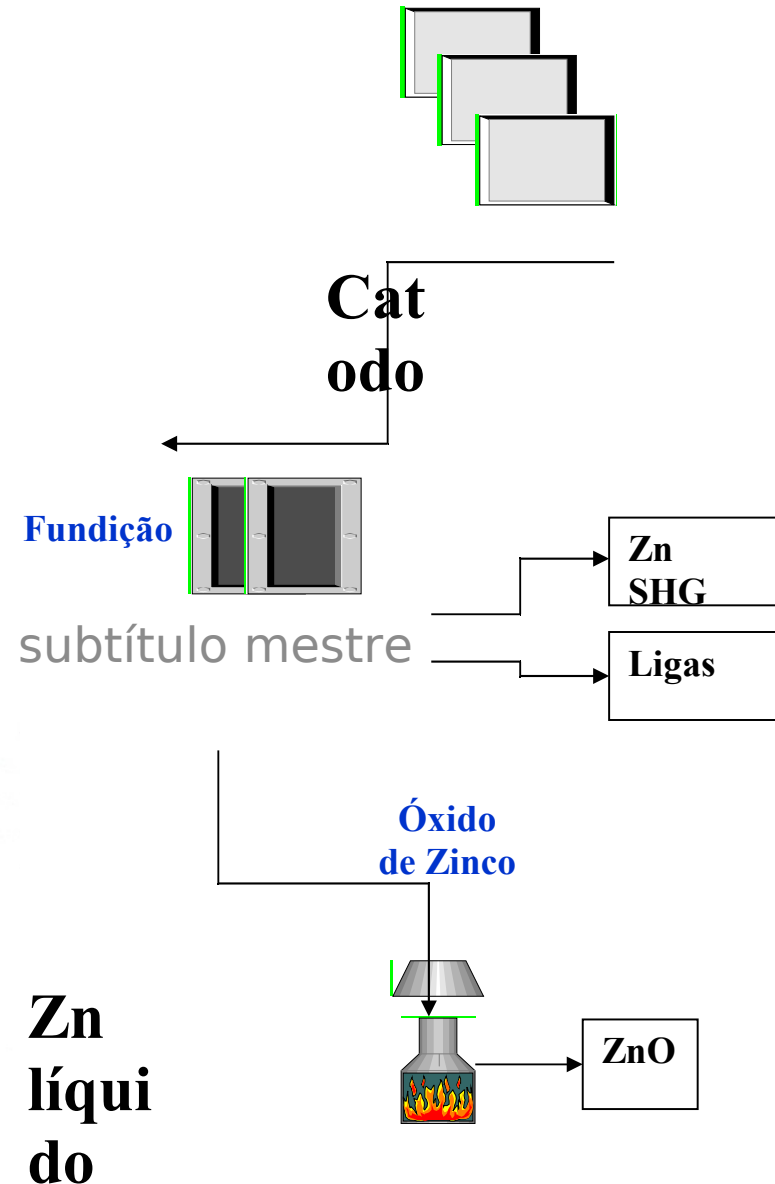 Cat
odo
Fundição
Zn
SHG
subtítulo mestre
Ligas
Óxido
de Zinco
Zn
líqui
do
ZnO